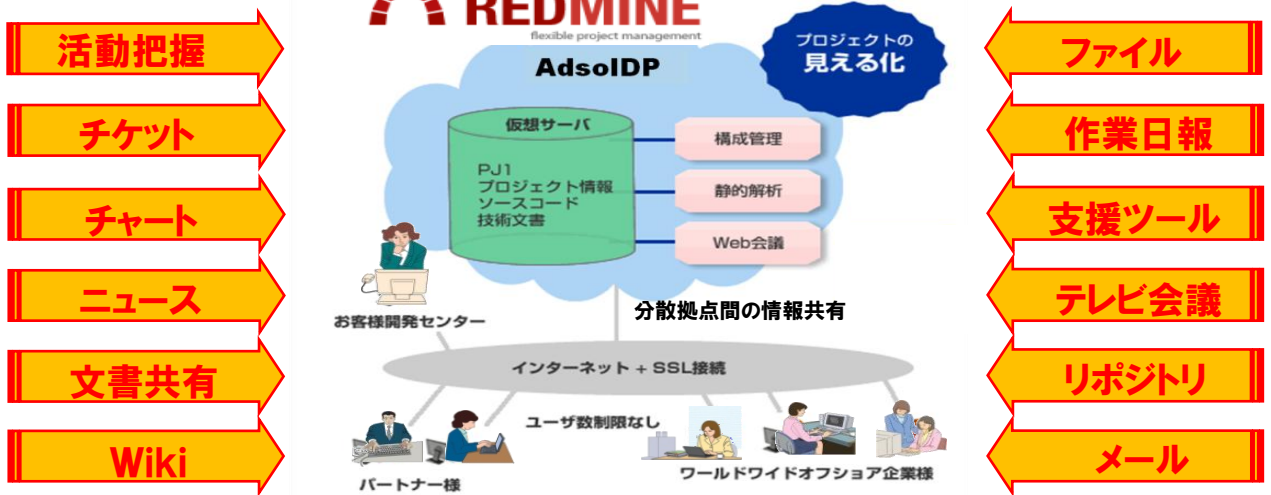 REDMINE
flexible project management
活動把握
チケット
チャート
ニュース
文書共有
Wiki
AdsolDP
プロジェクトの
見える化
仮想サーバ
PJ1
プロジェクト情報
ソースコード
技術文書
構成管理
静的解析
Web会議
お客様開発センター
分散拠点間の情報共有
インターネット + SSL接続
ユーザ数制限なし
パートナー様
ワールドワイドオフショア企業様
ファイル
作業日報
支援ツール
テレビ会議
リポジトリ
メール